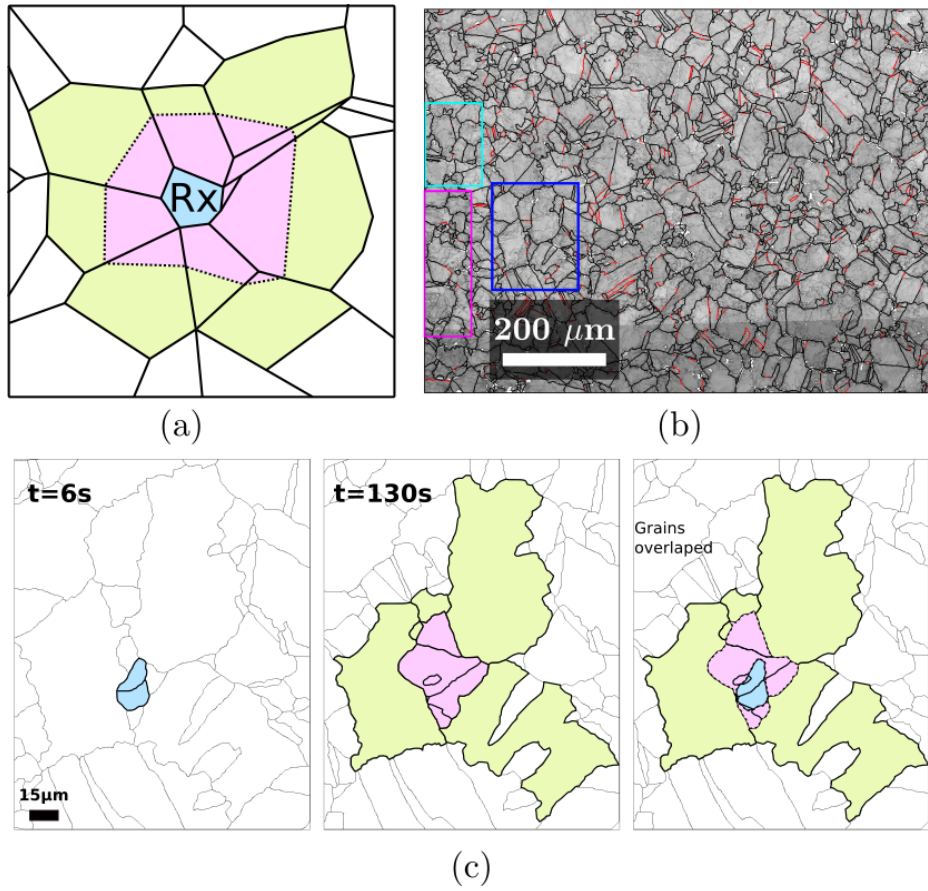 Rx
(a)
200 μm
(b)
t=6s
15μm
t=130s
Grains
overlaped
(c)